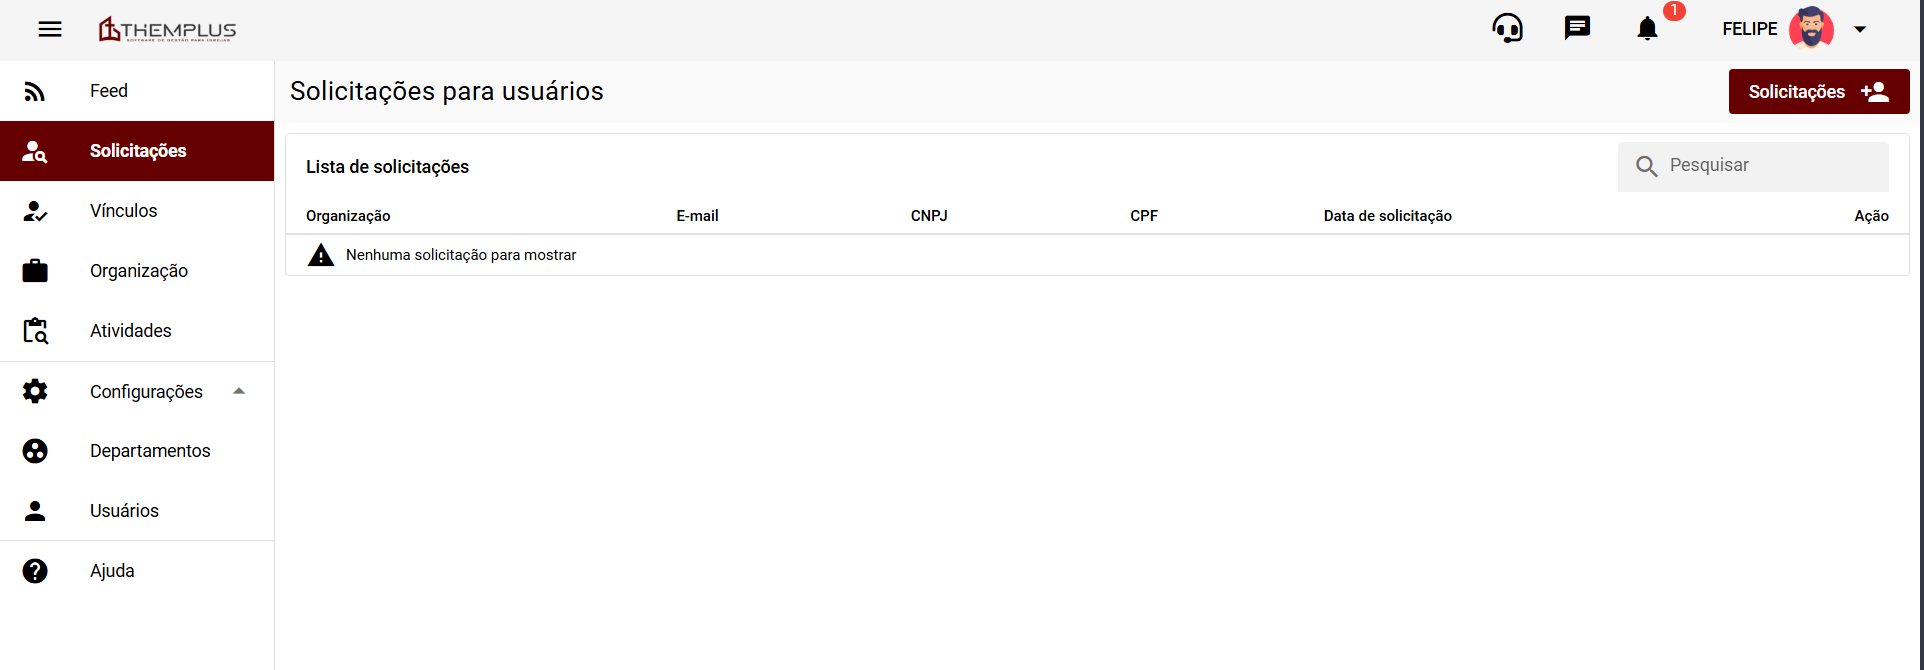 THEMPLUS
SOFTWARE DE GESTÃO PARA IGREJAS
1
FELIPE
Feed
Solicitações
Vínculos
Organização
Atividades
Configurações
Departamentos
Usuários
Ajuda
Solicitações para usuários
Solicitações
Lista de solicitações
Pesquisar
Organização E-mail CNPJ CPF Data de solicitação Ação
Nenhuma solicitação para mostrar